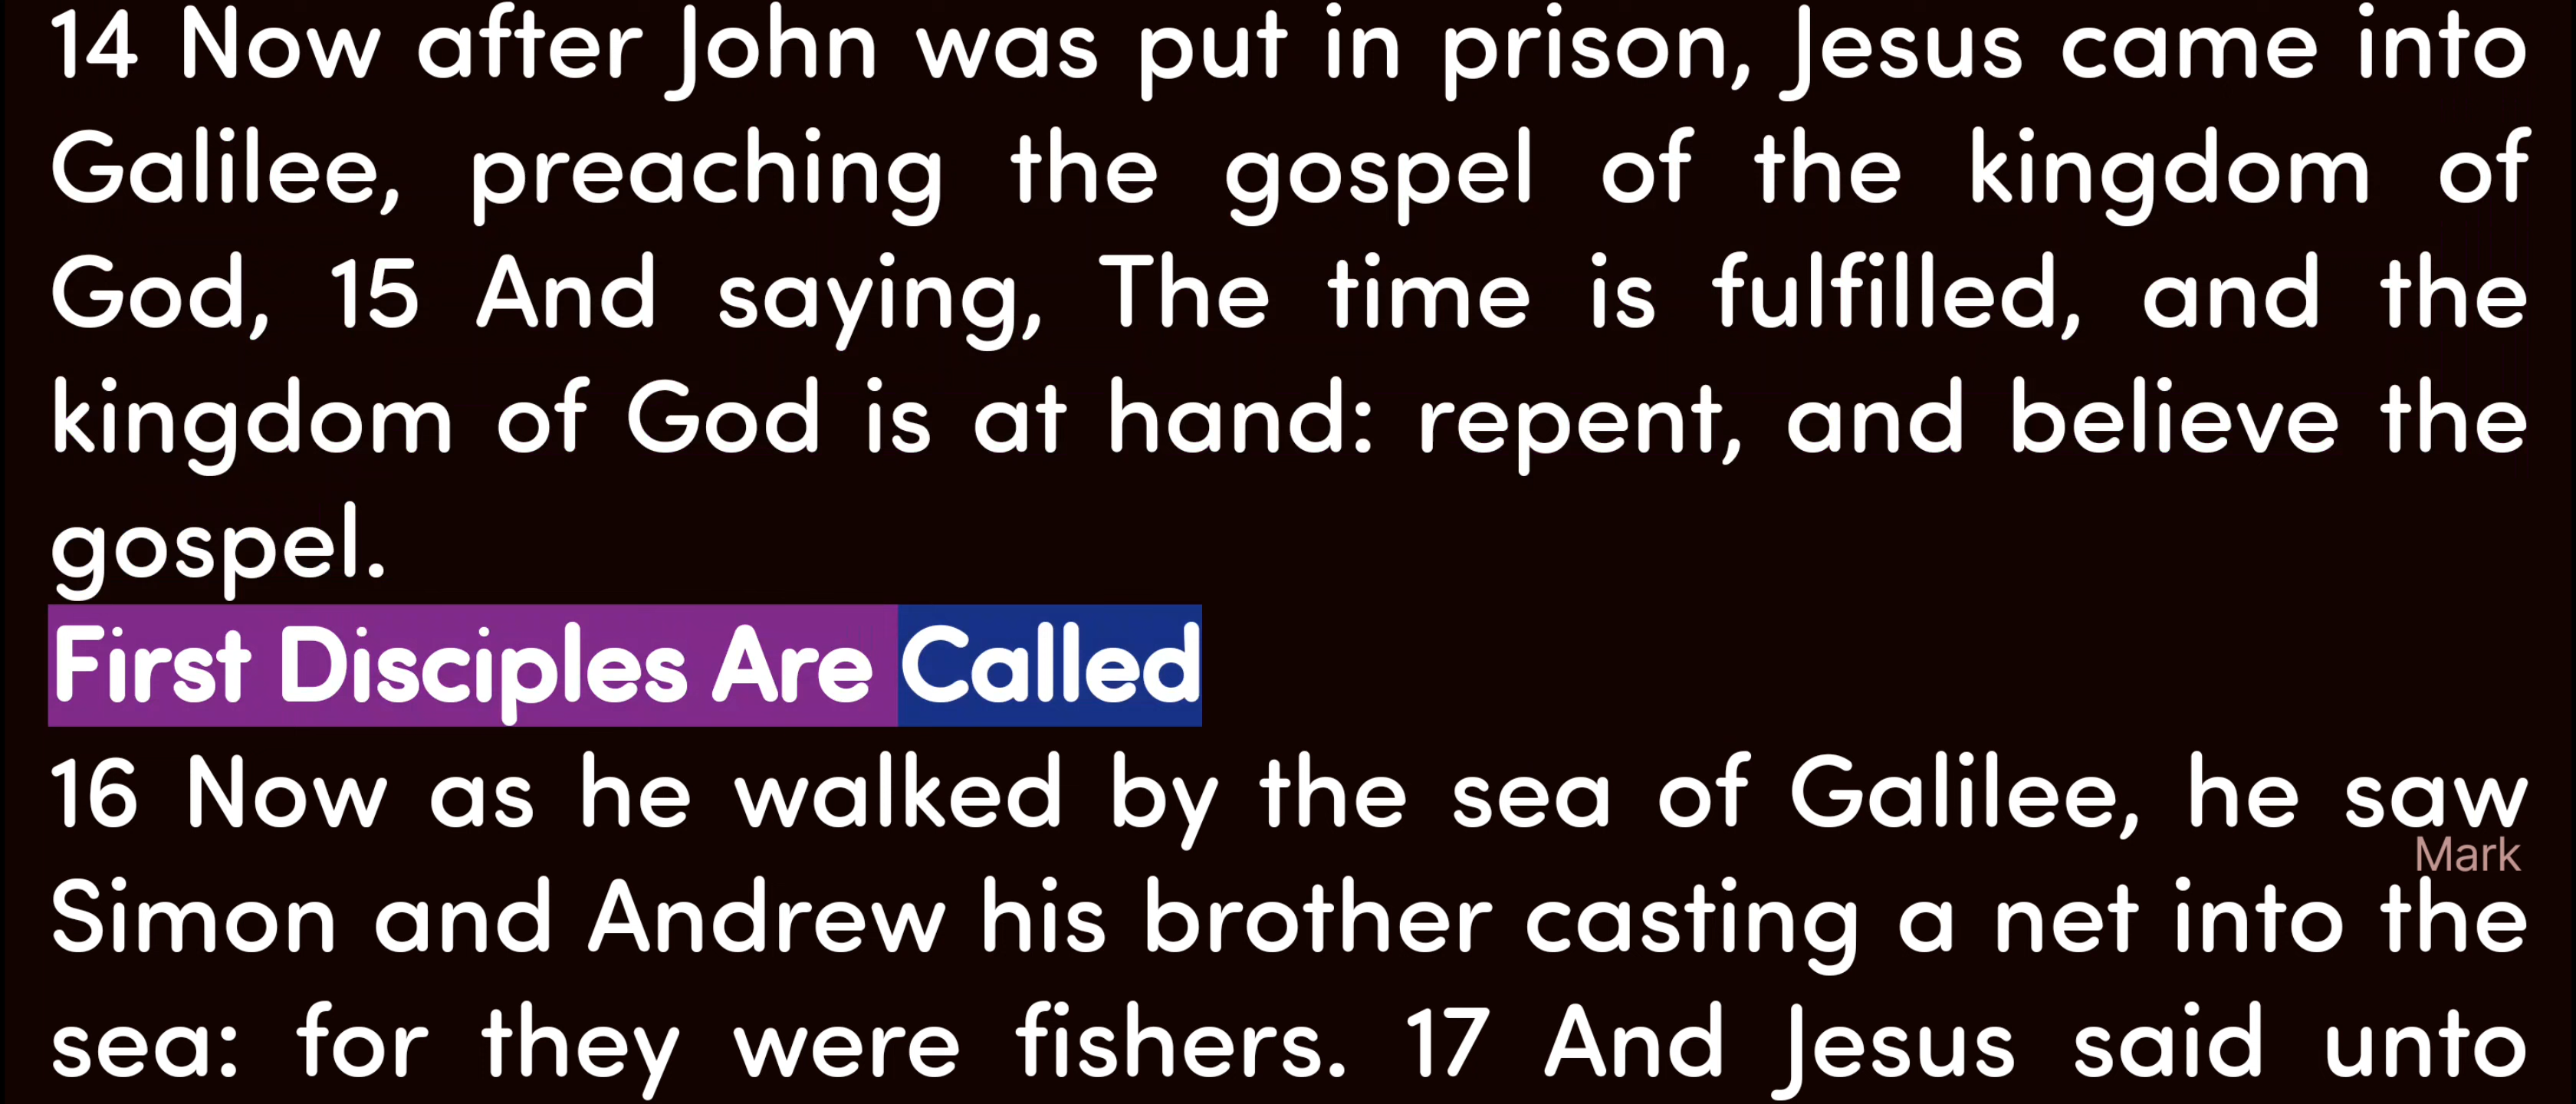 14 Now after John was put in prison, Jesus came into
Galilee, preaching the gospel of the kingdom of
God, 15 And saying, The time is fulfilled, and the
kingdom of God is at hand: repent, and believe the
gospel.
First Disciples Are Called
16 Now as he walked by the sea of Galilee, he saw
Mark
Simon and Andrew his brother casting a net into the
sea: for they were fishers. 17 And Jesus said unto